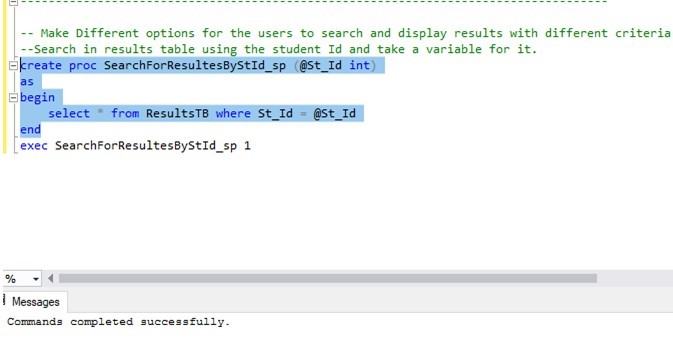 -- Make Different options for the users to search and display results with different criteria
--Search in results table using the student Id and take a variable for it.
create proc SearchForResultesByStId_sp (@St_Id int)
as
begin
select * from ResultsTB where St_Id = @St_Id
end
exec SearchForResultesByStId_sp 1
%
Messages
Commands completed successfully.